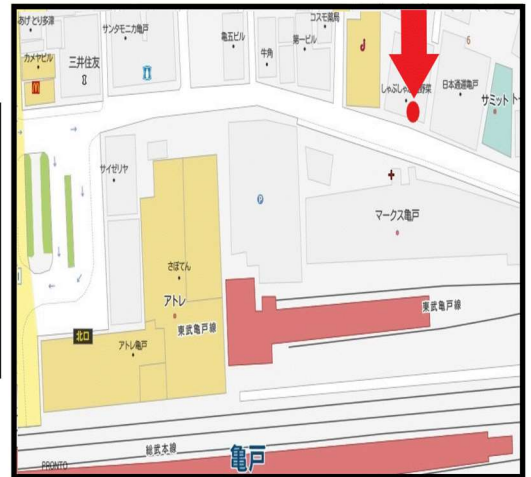 あげ とり多津
サンタモニカ亀戸
亀五ビル
コスモ薬局
第一ビル
牛角
カメヤビル
三井住友
6
しゃぶしゃぶ
野菜
日本通運亀戸
サミット
ト
サイゼリヤ
P
マークス亀戸
さぼてん
アトレ
東武亀戸線
東武亀戸線
北口
アトレ亀戸
総武本線
亀戸
PRONTO